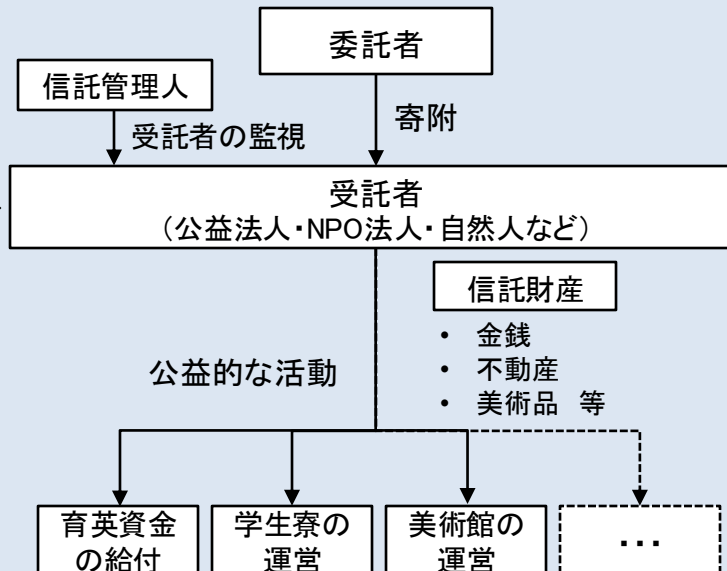 委託者
信託管理人
寄附
受託者の監視
受託者
（公益法人・NPO法人・自然人など）
信託財産
• 金銭
• 不動産
• 美術品　等
公益的な活動
育英資金
の給付
学生寮の
運営
美術館の
運営
…